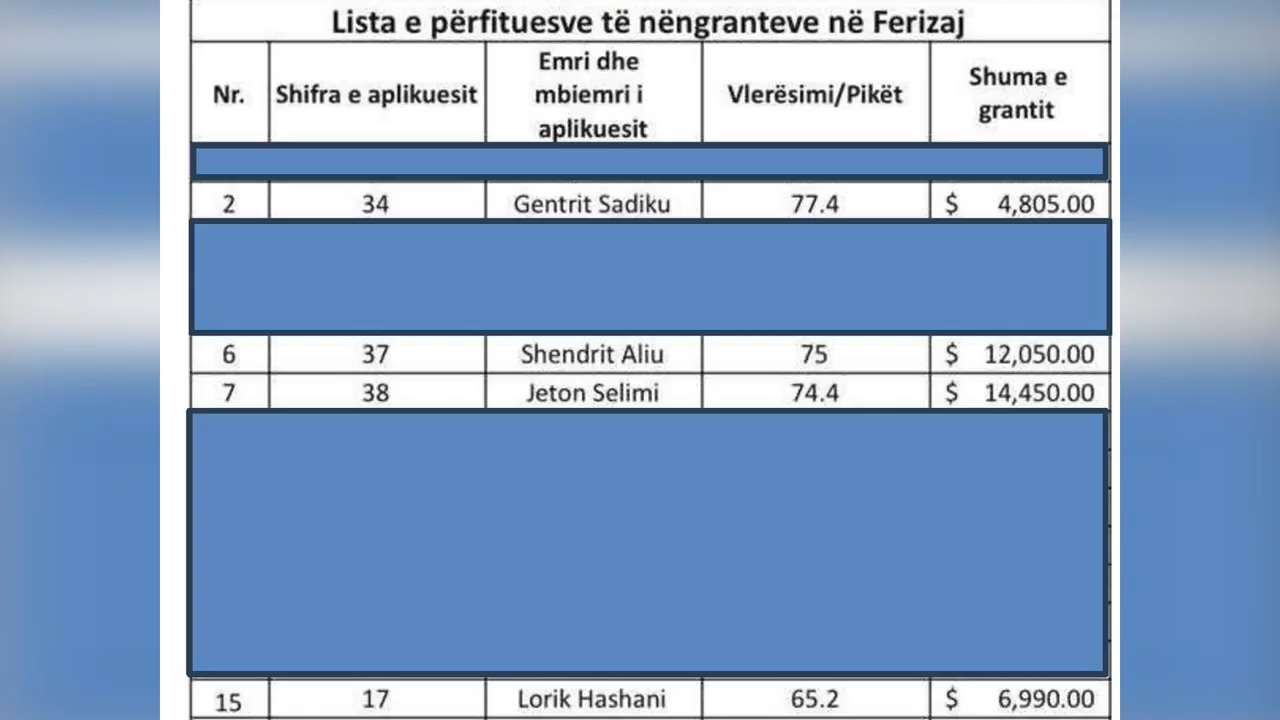 Lista e përfituesve të nëngranteve në Ferizaj
Nr. Shifra e aplikuesit Emri dhe mbiemri i aplikuesit Vlerësimi/Pikët Shuma e grantit
2 34 Gentrit Sadiku 77.4 $ 4,805.00
6 37 Shendrit Aliu 75 $ 12,050.00
7 38 Jeton Selimi 74.4 $ 14,450.00
15 17 Lorik Hashani 65.2 $ 6,990.00